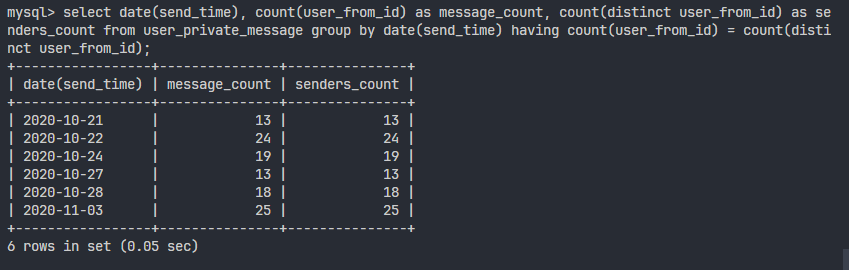 mysql> select date(send_time), count(user_from_id) as message_count, count(distinct user_from_id) as se
nders_count from user_private_message group by date(send_time) having count(user_from_id) = count(disti
nct user_from_id);
+-----------------+---------------+---------------+
| date(send_time) | message_count | senders_count |
+-----------------+---------------+---------------+
| 2020-10-21      |            13 |            13 |
| 2020-10-22      |            24 |            24 |
| 2020-10-24      |            19 |            19 |
| 2020-10-27      |            13 |            13 |
| 2020-10-28      |            18 |            18 |
| 2020-11-03      |            25 |            25 |
+-----------------+---------------+---------------+
6 rows in set (0.05 sec)